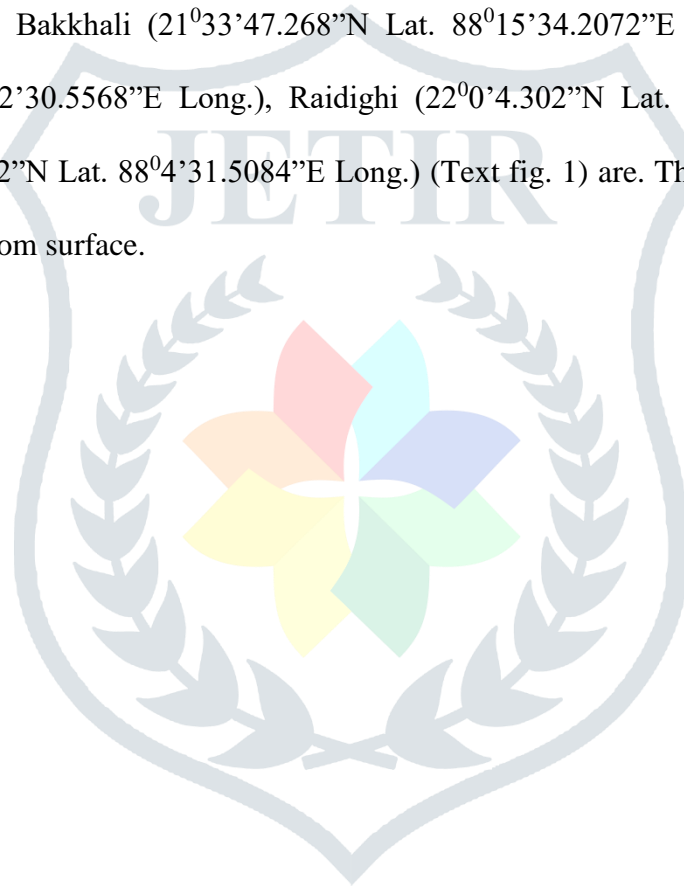 Bakkhali (21⁰33’47.268”N Lat. 88⁰15’34.2072”E
2’30.5568”E Long.), Raidighi (22⁰0’4.302”N Lat.
2”N Lat. 88⁰4’31.5084”E Long.) (Text fig. 1) are. Th
om surface.
JETIR